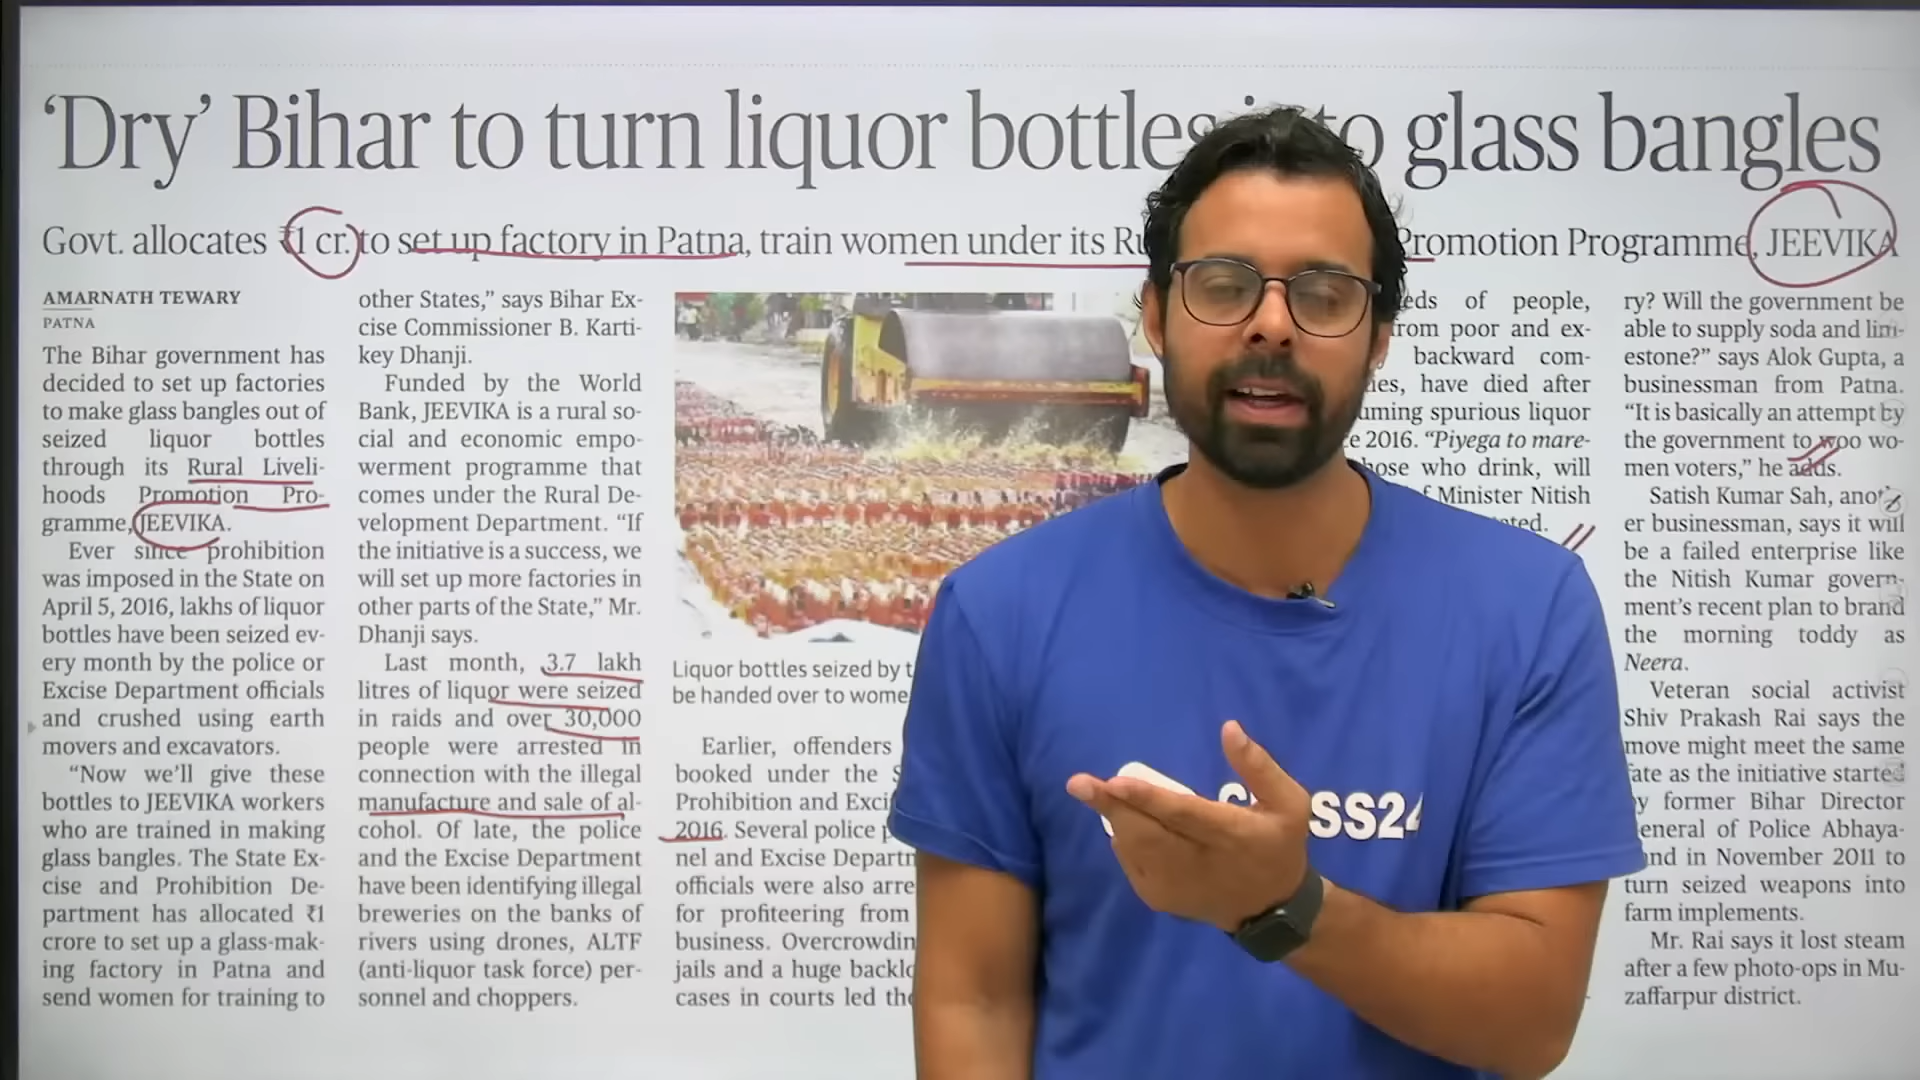 ‘Dry’ Bihar to turn liquor bottles into glass bangles
Govt. allocates ₹1 cr. to set up factory in Patna, train women under its Promotion Programme, JEEVIKA
AMARNATH TEWARY
PATNA
The Bihar government has
decided to set up factories
to make glass bangles out of
seized liquor bottles
through its Rural Liveli-
hoods Promotion Pro-
gramme, JEEVIKA.
Ever since prohibition
was imposed in the State on
April 5, 2016, lakhs of liquor
bottles have been seized ev-
ery month by the police or
Excise Department officials
and crushed using earth
movers and excavators.
“Now we’ll give these
bottles to JEEVIKA workers
who are trained in making
glass bangles. The State Ex-
cise and Prohibition De-
partment has allocated ₹1
crore to set up a glass-mak-
ing factory in Patna and
send women for training to
other States,” says Bihar Ex-
cise Commissioner B. Karti-
key Dhanji.
Funded by the World
Bank, JEEVIKA is a rural so-
cial and economic empo-
werment programme that
comes under the Rural De-
velopment Department. “If
the initiative is a success, we
will set up more factories in
other parts of the State,” Mr.
Dhanji says.
Last month, 3.7 lakh
litres of liquor were seized
in raids and over 30,000
people were arrested in
connection with the illegal
manufacture and sale of al-
cohol. Of late, the police
and the Excise Department
have been identifying illegal
breweries on the banks of
rivers using drones, ALTF
(anti-liquor task force) per-
sonnel and choppers.
Liquor bottles seized by
be handed over to
Earlier, offenders
booked under the
Prohibition and
2016. Several police
nel and Excise
officials were also
for profiteering from
business.
jails and a huge
cases in courts led
of people,
from poor and ex-
backward com-
have died after
spurious liquor
2016. “Piyega to mare-
those who drink, will
Minister Nitish
ry? Will the government be
able to supply soda and lim-
estone?” says Alok Gupta, a
businessman from Patna.
“It is basically an attempt by
the government to woo wo-
men voters,” he adds.
Satish Kumar Sah, anoth-
er businessman, says it will
be a failed enterprise like
the Nitish Kumar govern-
ment’s recent plan to brand
the morning toddy as
Neera.
Veteran social activist
Shiv Prakash Rai says the
move might meet the same
fate as the initiative started
by former Bihar Director
General of Police Abhaya-
nand in November 2011 to
turn seized weapons into
farm implements.
Mr. Rai says it lost steam
after a few photo-ops in Mu-
zaffarpur district.
SS24